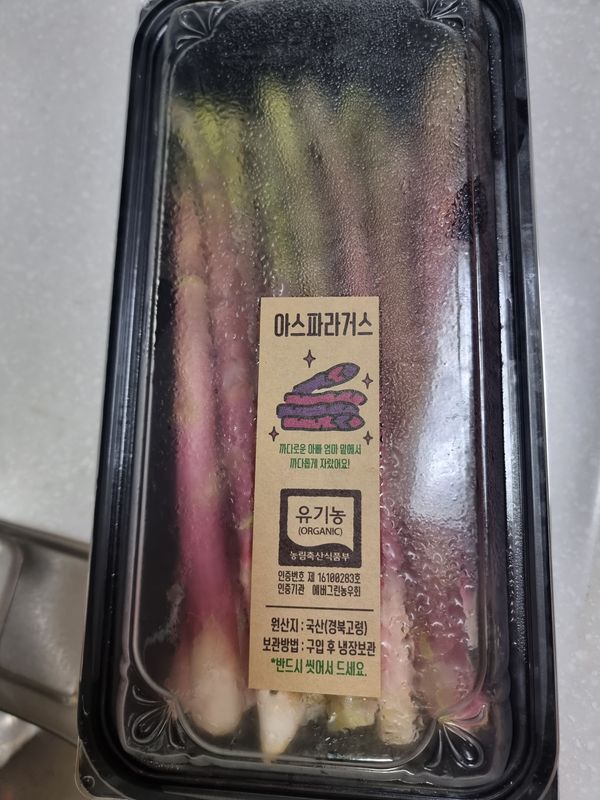 아스파라거스
까다로운 아빠 엄마 밑에서
까다롭게 자랐어요!
유기농
(ORGANIC)
농림축산식품부
인증번호 제 16100283호
인증기관 에버그린농우회
원산지 : 국산(경북고령)
보관방법 : 구입 후 냉장보관
*반드시 씻어서 드세요.